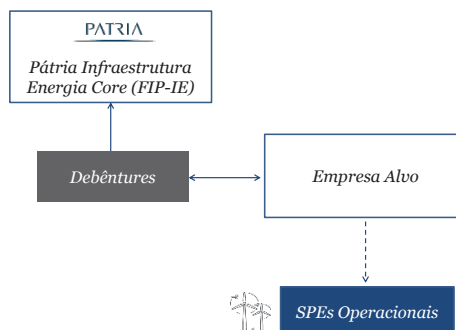 PATRIA
Pátria Infraestrutura
Energia Core (FIP-IE)
Debêntures
Empresa Alvo
SPEs Operacionais